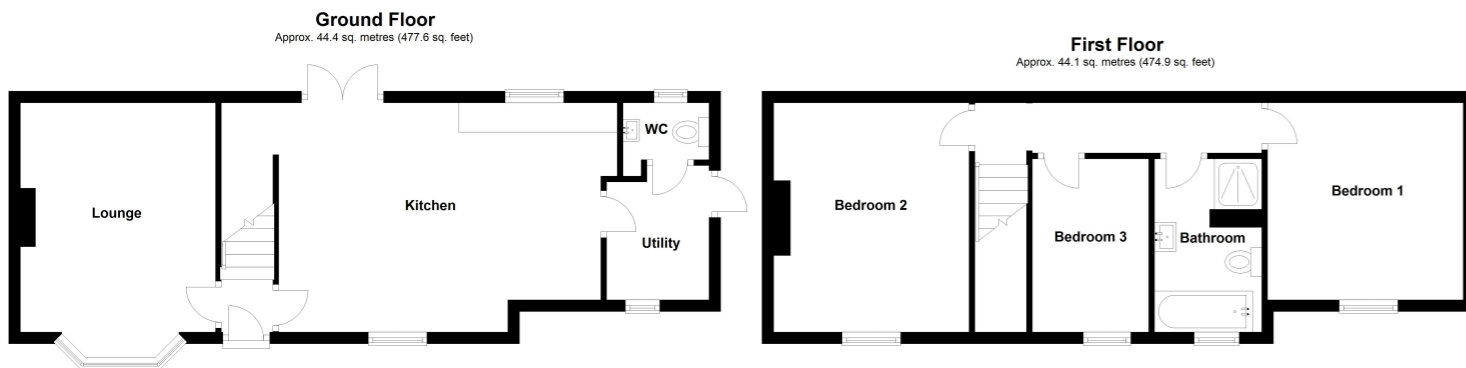 Ground Floor
Approx. 44.4 sq. metres (477.6 sq. feet)
Lounge
Kitchen
WC
Utility
First Floor
Approx. 44.1 sq. metres (474.9 sq. feet)
Bedroom 2
Bedroom 3
Bathroom
Bedroom 1